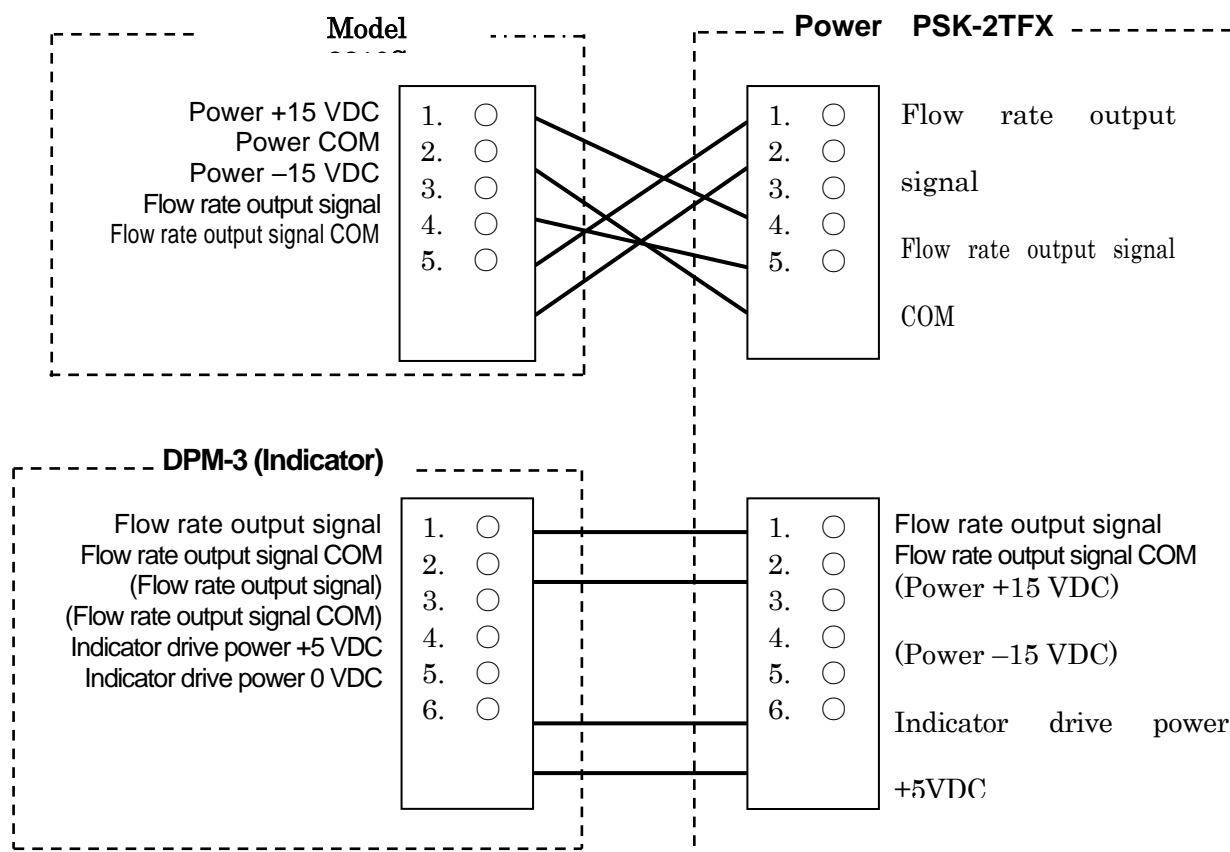 Model
Power PSK-2TFX
Power +15 VDC
Power COM
Power –15 VDC
Flow rate output signal
Flow rate output signal COM
1. ○
2. ○
3. ○
4. ○
5. ○
1. ○
2. ○
3. ○
4. ○
5. ○
Flow rate output
signal
Flow rate output signal
COM
DPM-3 (Indicator)
Flow rate output signal
Flow rate output signal COM
(Flow rate output signal)
(Flow rate output signal COM)
Indicator drive power +5 VDC
Indicator drive power 0 VDC
1. ○
2. ○
3. ○
4. ○
5. ○
6. ○
1. ○
2. ○
3. ○
4. ○
5. ○
6. ○
Flow rate output signal
Flow rate output signal COM
(Power +15 VDC)
(Power –15 VDC)
Indicator drive power
+5VDC